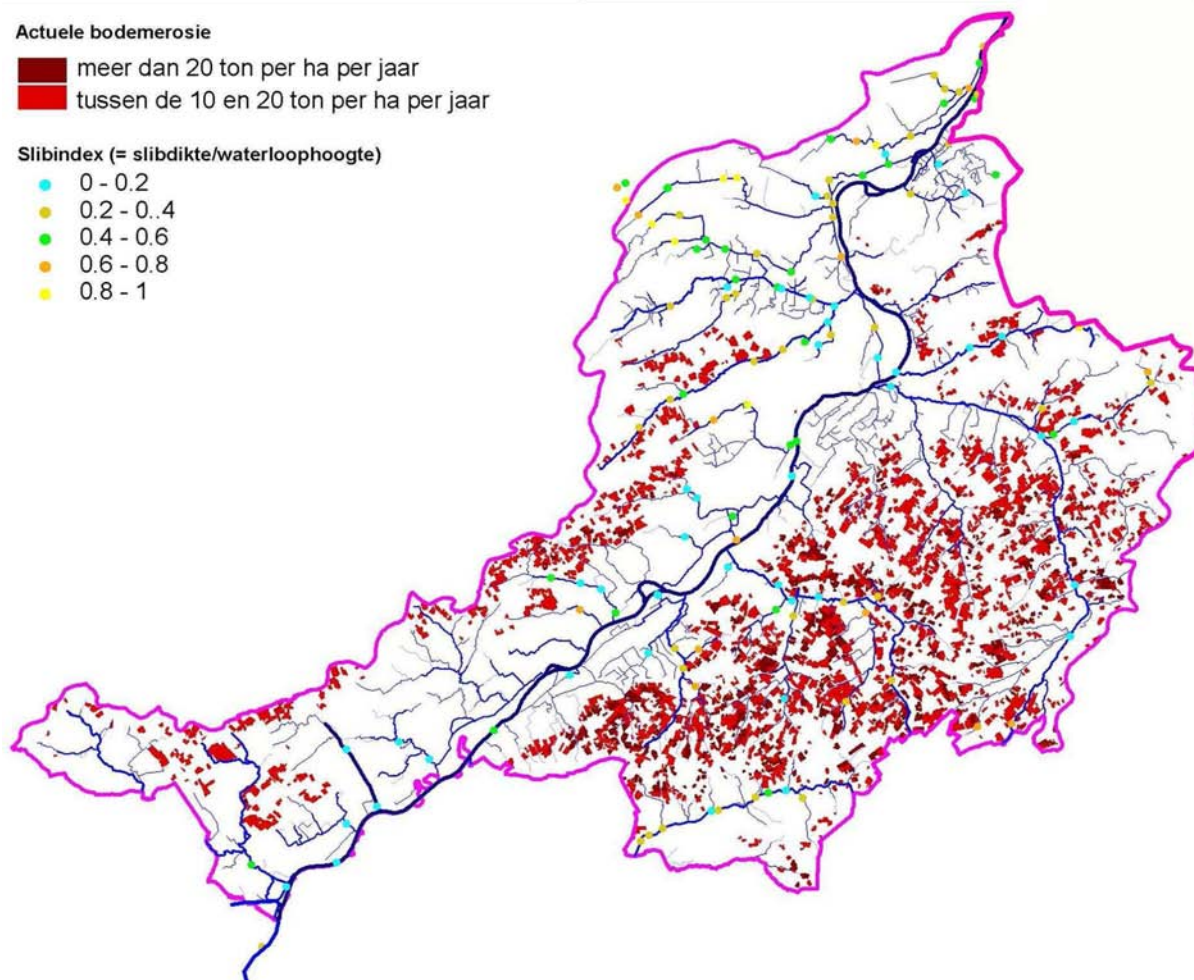 Actuele bodemerosie
meer dan 20 ton per ha per jaar
tussen de 10 en 20 ton per ha per jaar
Slibindex (= slibdikte/waterloophoogte)
0 - 0.2
0.2 - 0..4
0.4 - 0.6
0.6 - 0.8
0.8 - 1